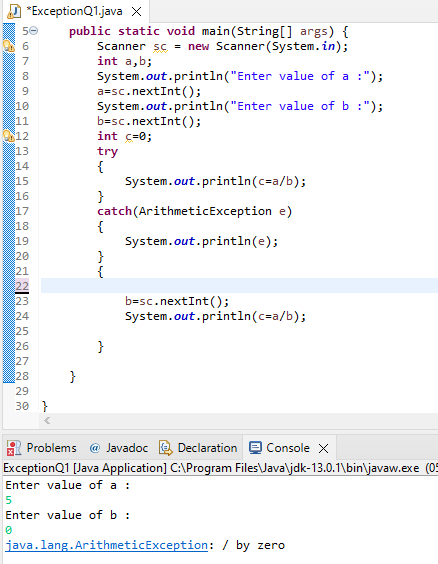 *ExceptionQ1.java
5 public static void main(String[] args) {
6 Scanner sc = new Scanner(System.in);
7 int a,b;
8 System.out.println("Enter value of a :");
9 a=sc.nextInt();
10 System.out.println("Enter value of b :");
11 b=sc.nextInt();
12 int c=0;
13 try
14 {
15 System.out.println(c=a/b);
16 }
17 catch(ArithmeticException e)
18 {
19 System.out.println(e);
20 }
21 {
22
23 b=sc.nextInt();
24 System.out.println(c=a/b);
25
26 }
27
28 }
29
30 }
Problems @ Javadoc Declaration Console
ExceptionQ1 [Java Application] C:\Program Files\Java\jdk-13.0.1\bin\javaw.exe (05
Enter value of a :
5
Enter value of b :
0
java.lang.ArithmeticException: / by zero